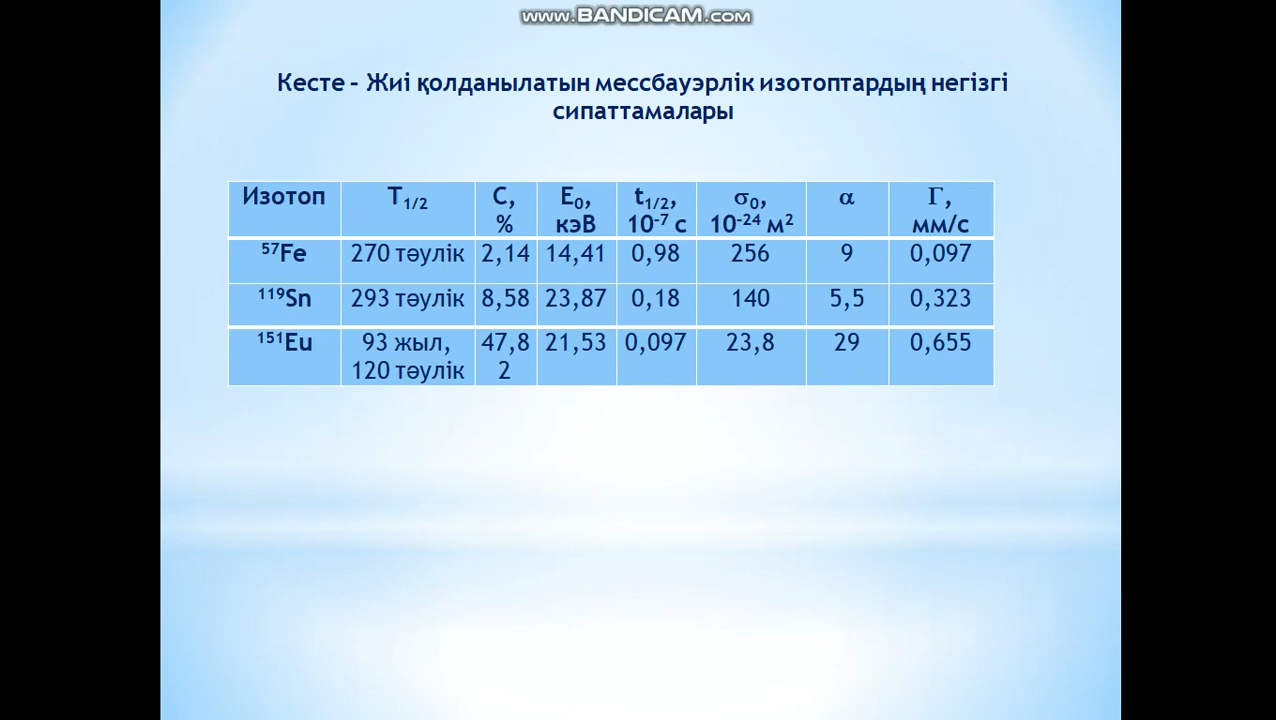 www.BANDICAM.com
Кесте - Жиі қолданылатын мессбауэрлік изотоптардың негізгі
сипаттамалары
Изотоп T1/2 C, % E0, кэВ t1/2, 10-7 с σ0, 10-24 м2 α Γ, мм/с
57Fe 270 тәулік 2,14 14,41 0,98 256 9 0,097
119Sn 293 тәулік 8,58 23,87 0,18 140 5,5 0,323
151Eu 93 жыл, 120 тәулік 47,82 21,53 0,097 23,8 29 0,655